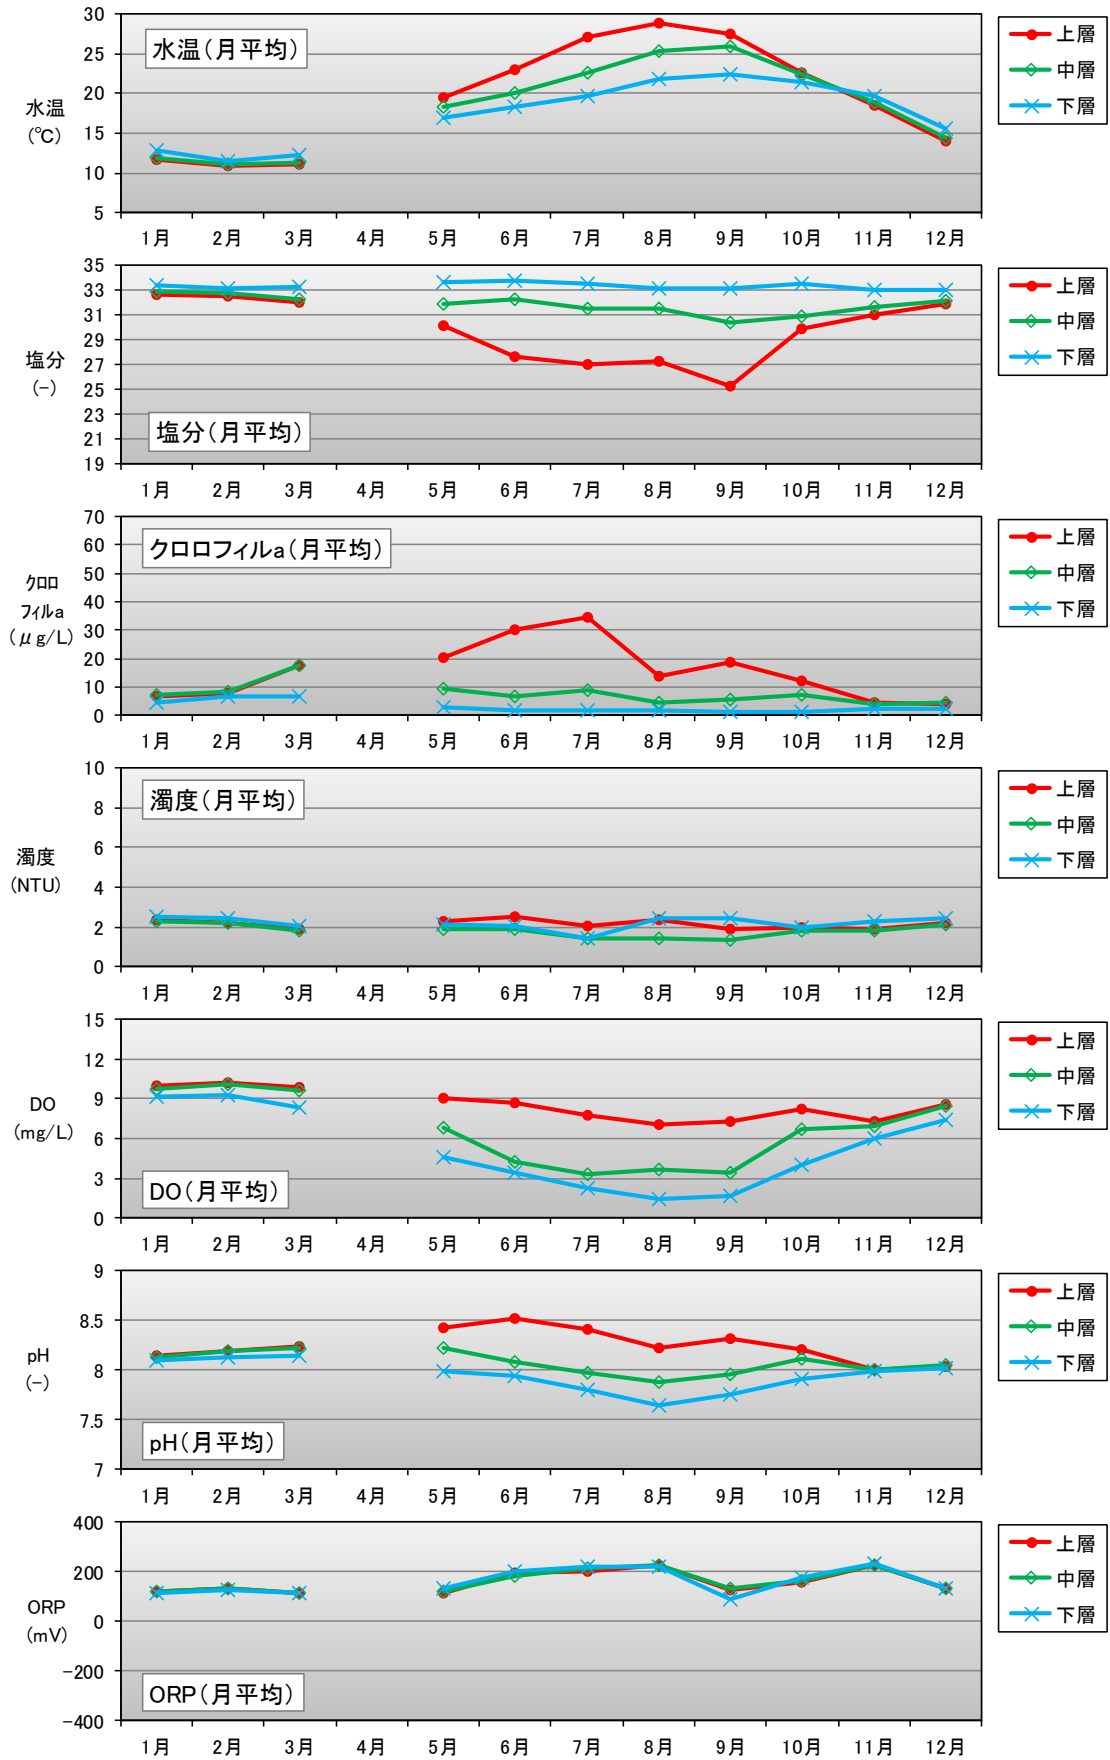 30
25
20
15
10
5
水温(月平均)
水温
(℃)
1月 2月 3月 4月 5月 6月 7月 8月 9月 10月 11月 12月
上層
中層
下層
35
33
31
29
27
25
23
21
19
塩分
(-)
塩分(月平均)
1月 2月 3月 4月 5月 6月 7月 8月 9月 10月 11月 12月
上層
中層
下層
70
60
50
40
30
20
10
0
クロロフィルa(月平均)
クロロ
フィルa
(μg/L)
1月 2月 3月 4月 5月 6月 7月 8月 9月 10月 11月 12月
上層
中層
下層
10
8
6
4
2
0
濁度(月平均)
濁度
(NTU)
1月 2月 3月 4月 5月 6月 7月 8月 9月 10月 11月 12月
上層
中層
下層
15
12
9
6
3
0
DO
(mg/L)
DO(月平均)
1月 2月 3月 4月 5月 6月 7月 8月 9月 10月 11月 12月
上層
中層
下層
9
8.5
8
7.5
7
pH
(-)
pH(月平均)
1月 2月 3月 4月 5月 6月 7月 8月 9月 10月 11月 12月
上層
中層
下層
400
200
0
-200
-400
ORP
(mV)
ORP(月平均)
1月 2月 3月 4月 5月 6月 7月 8月 9月 10月 11月 12月
上層
中層
下層